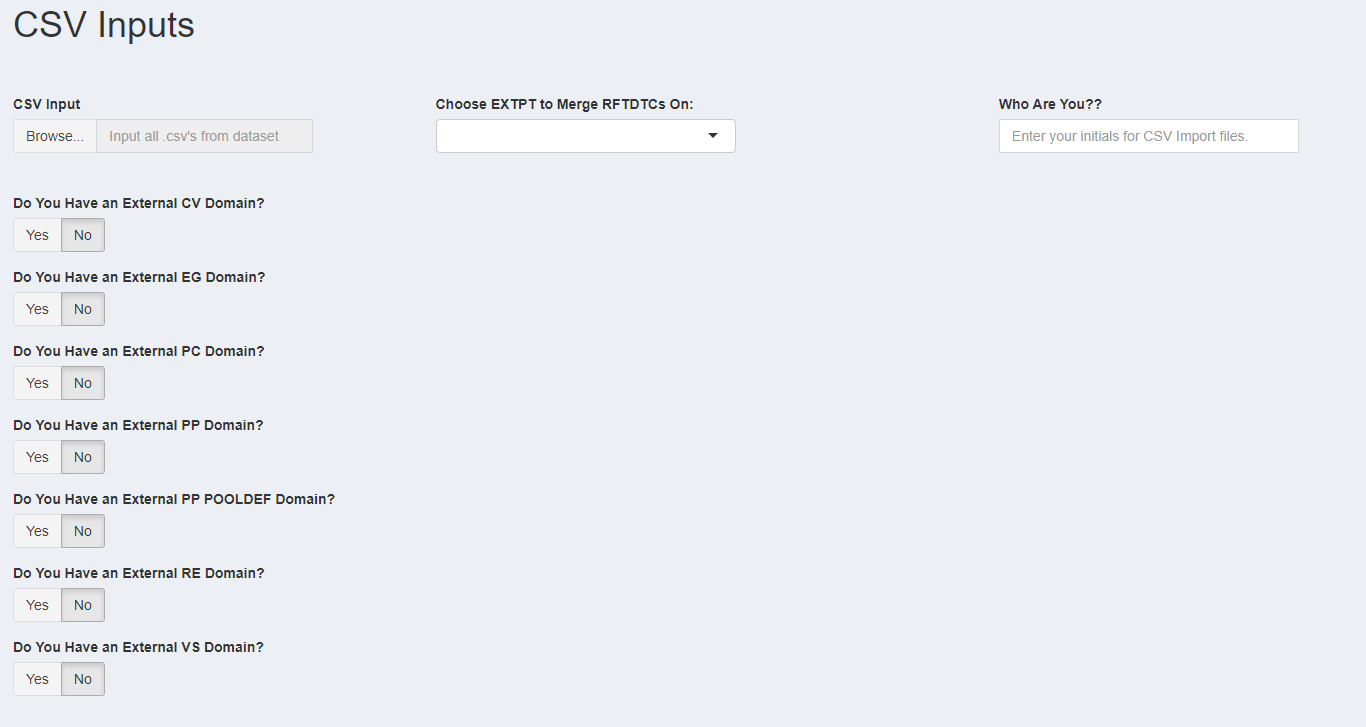 CSV Inputs
CSV Input
Choose EXTPT to Merge RFTDTCs On:
Who Are You??
Browse... Input all .csv's from dataset
Enter your initials for CSV Import files.
Do You Have an External CV Domain?
Yes No
Do You Have an External EG Domain?
Yes No
Do You Have an External PC Domain?
Yes No
Do You Have an External PP Domain?
Yes No
Do You Have an External PP POOLDEF Domain?
Yes No
Do You Have an External RE Domain?
Yes No
Do You Have an External VS Domain?
Yes No